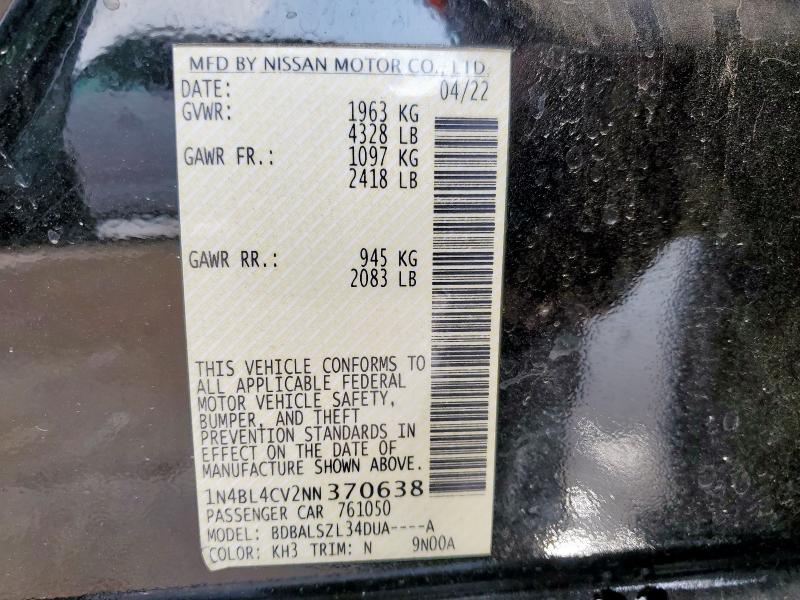 MFD BY NISSAN MOTOR CO., LTD.
DATE: 04/22
GVWR: 1963 KG
4328 LB
GAWR FR.: 1097 KG
2418 LB
GAWR RR.: 945 KG
2083 LB
THIS VEHICLE CONFORMS TO
ALL APPLICABLE FEDERAL
MOTOR VEHICLE SAFETY,
BUMPER, AND THEFT
PREVENTION STANDARDS IN
EFFECT ON THE DATE OF
MANUFACTURE SHOWN ABOVE.
1N4BL4CV2NN370638
PASSENGER CAR 761050
MODEL: BDBALSZL34DUA----A
COLOR: KH3 TRIM: N 9N00A